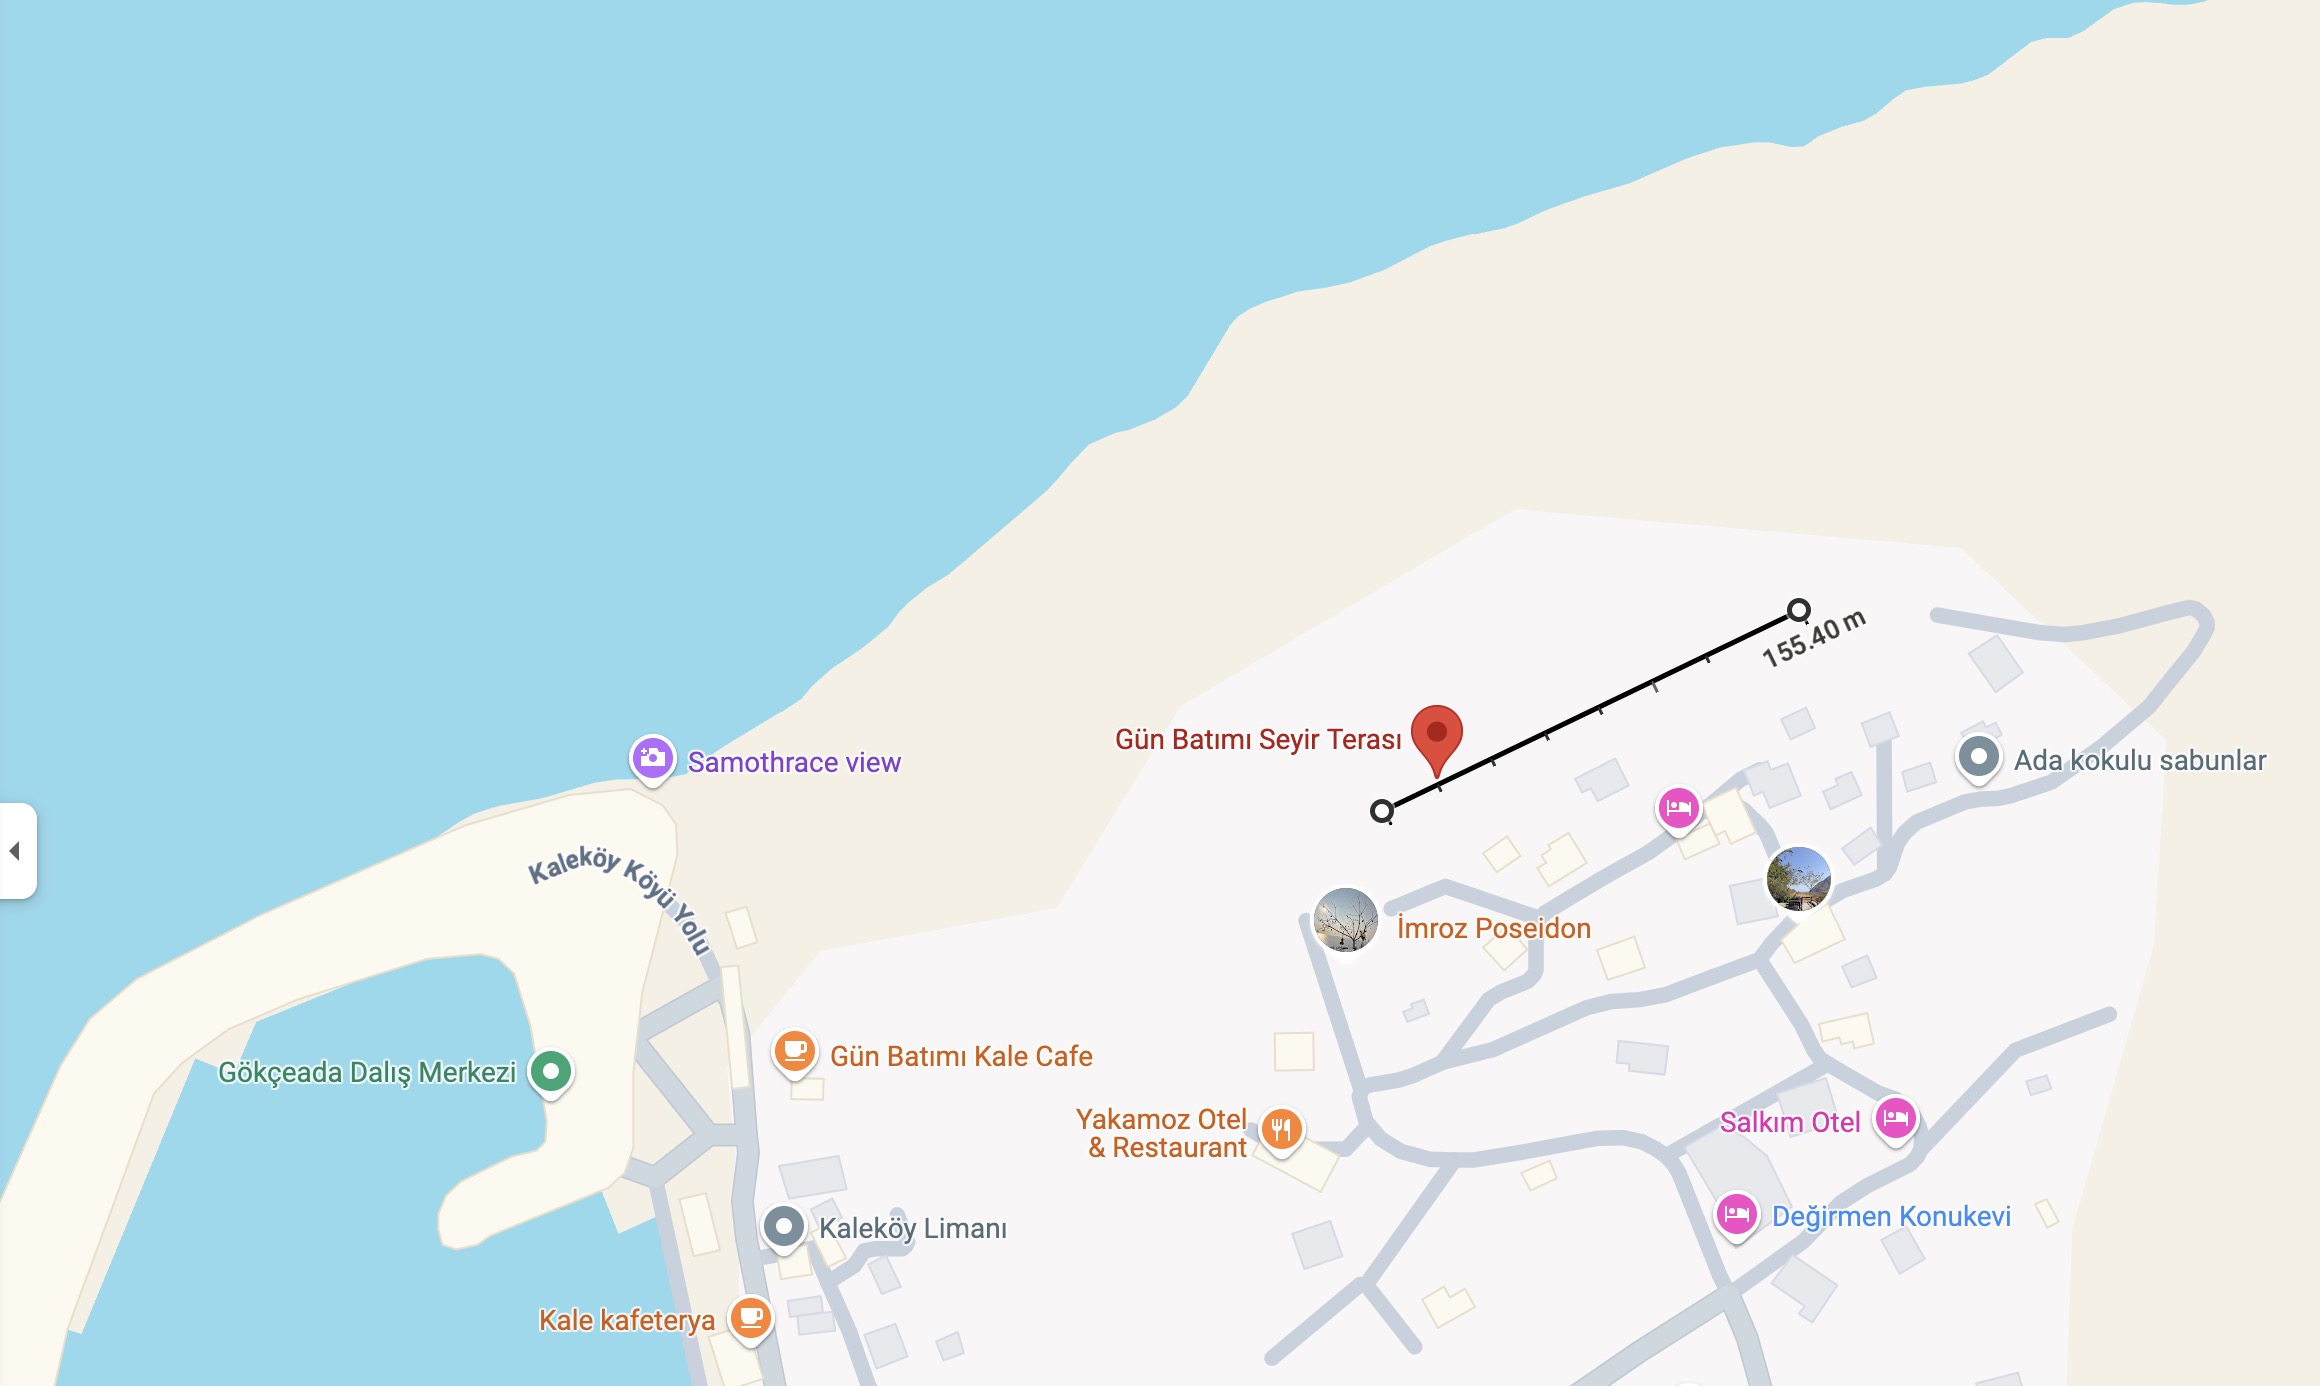 155.40 m
Gün Batımı Seyir Terası
Samothrace view
Ada kokulu sabunlar
Kaleköy Köyü Yolu
İmroz Poseidon
Gün Batımı Kale Cafe
Gökçeada Dalış Merkezi
Yakamoz Otel
& Restaurant
Salkım Otel
Değirmen Konukevi
Kaleköy Limanı
Kale kafeterya